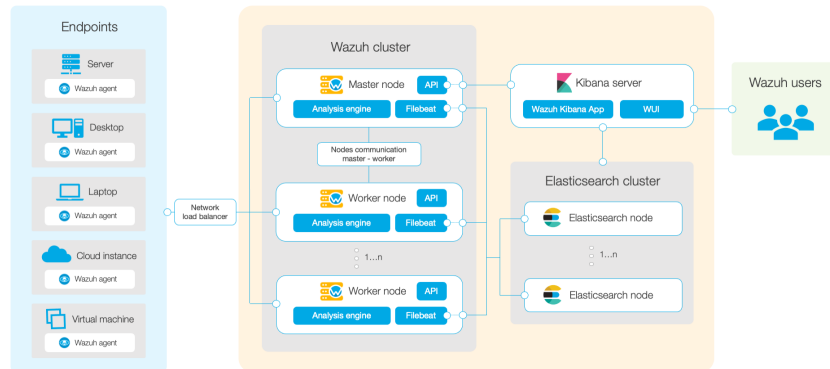 Endpoints
Server
Wazuh agent
Desktop
Wazuh agent
Laptop
Wazuh agent
Cloud instance
Wazuh agent
Virtual machine
Wazuh agent
Network
load balancer
Wazuh cluster
Master node
API
Analysis engine
Filebeat
Nodes communication
master - worker
Worker node
API
Analysis engine
Filebeat
1...n
Worker node
API
Analysis engine
Filebeat
Kibana server
Wazuh Kibana App
WUI
Elasticsearch cluster
Elasticsearch node
1...n
Elasticsearch node
Wazuh users